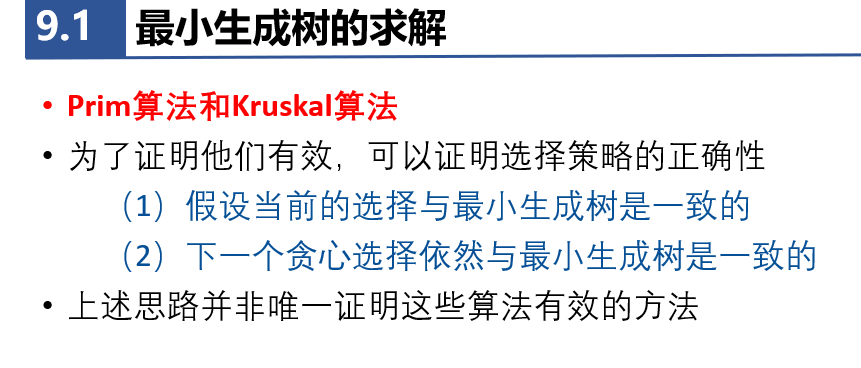 9.1 最小生成树的求解
• Prim算法和Kruskal算法
• 为了证明他们有效，可以证明选择策略的正确性
（1）假设当前的选择与最小生成树是一致的
（2）下一个贪心选择依然与最小生成树是一致的
• 上述思路并非唯一证明这些算法有效的方法